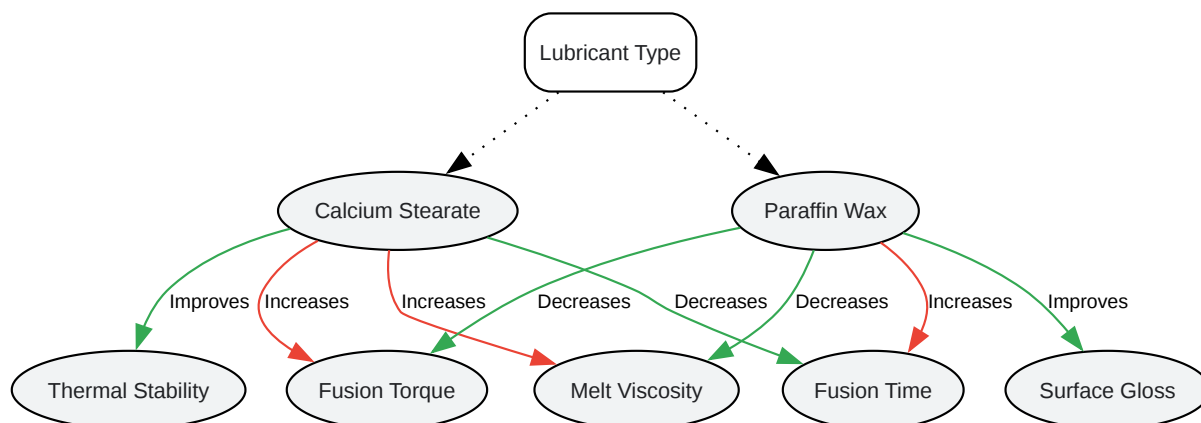 Lubricant Type
Calcium Stearate
Paraffin Wax
Improves
Increases
Increases
Decreases
Decreases
Decreases
Increases
Improves
Thermal Stability
Fusion Torque
Melt Viscosity
Fusion Time
Surface Gloss